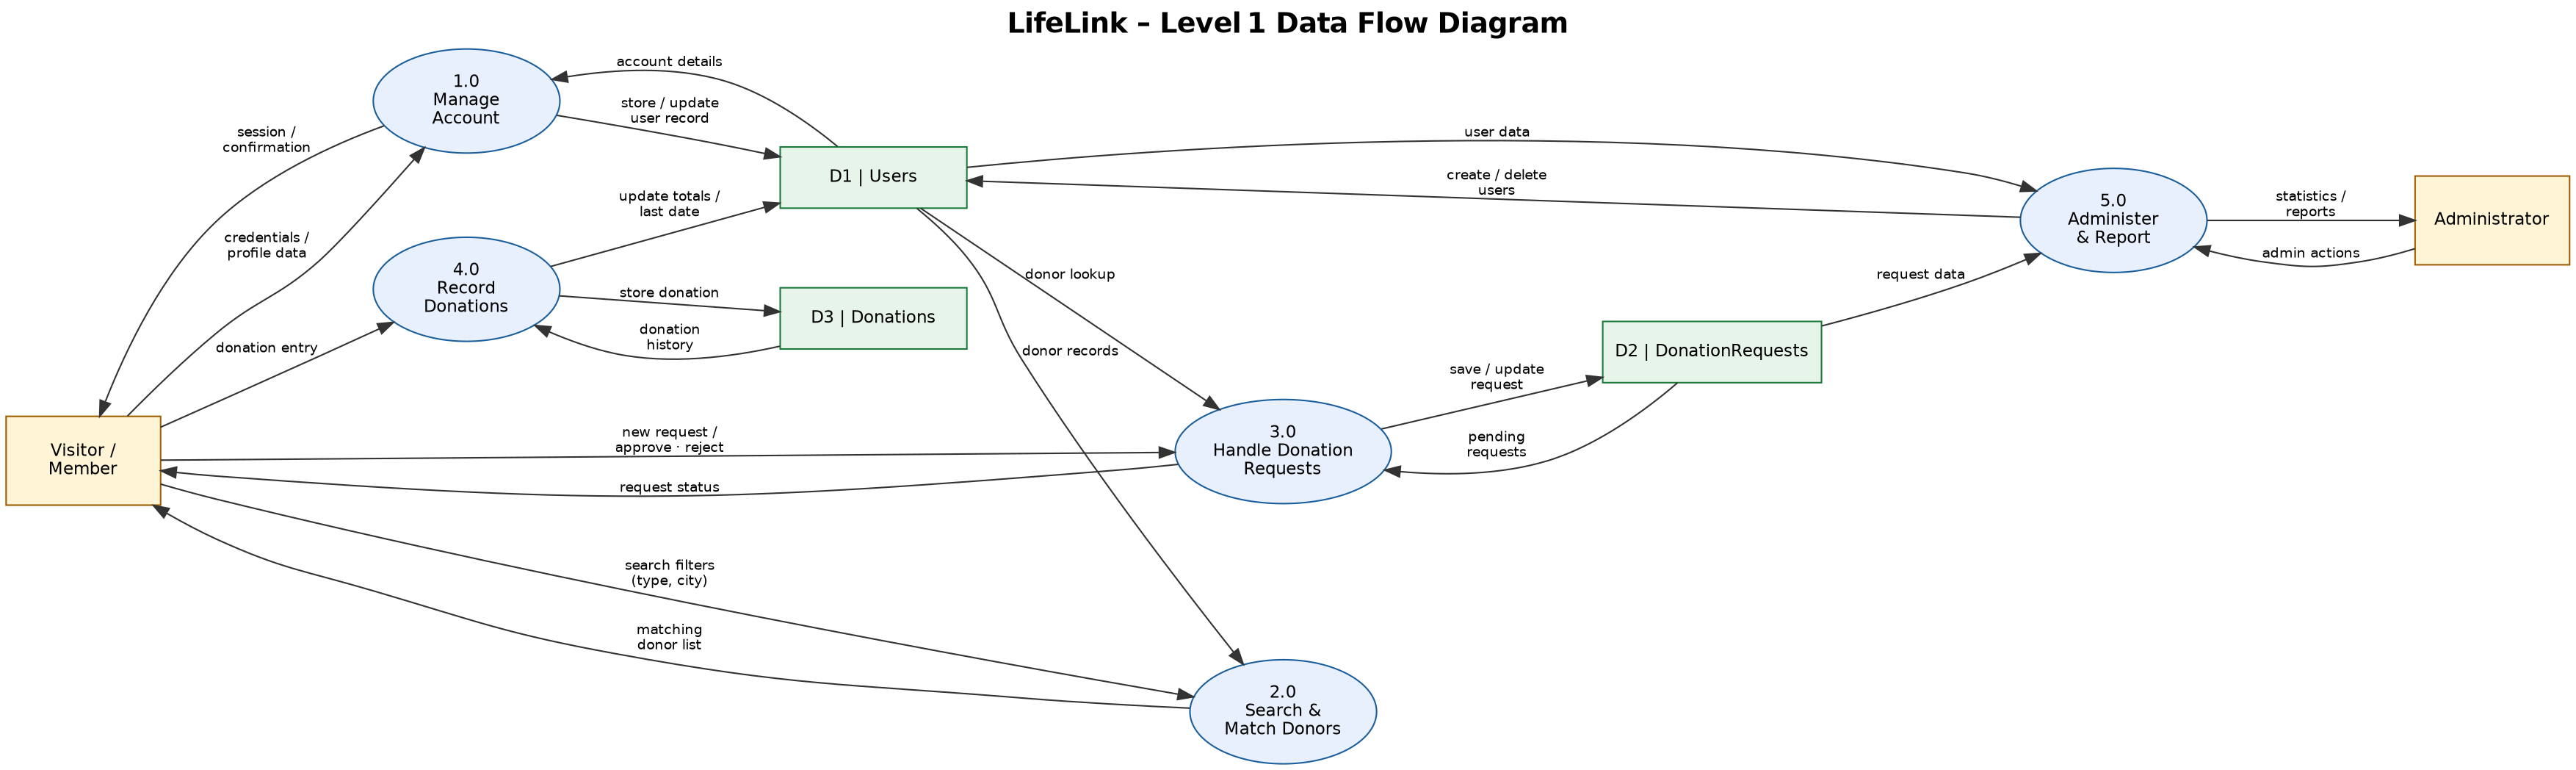 LifeLink – Level 1 Data Flow Diagram
1.0
Manage
Account
account details
store / update
user record
session /
confirmation
credentials /
profile data
D1 | Users
user data
create / delete
users
5.0
Administer
& Report
statistics /
reports
Administrator
admin actions
update totals /
last date
4.0
Record
Donations
store donation
D3 | Donations
donation
history
donation entry
donor lookup
donor records
request data
D2 | DonationRequests
save / update
request
pending
requests
Visitor /
Member
new request /
approve · reject
request status
3.0
Handle Donation
Requests
search filters
(type, city)
matching
donor list
2.0
Search &
Match Donors